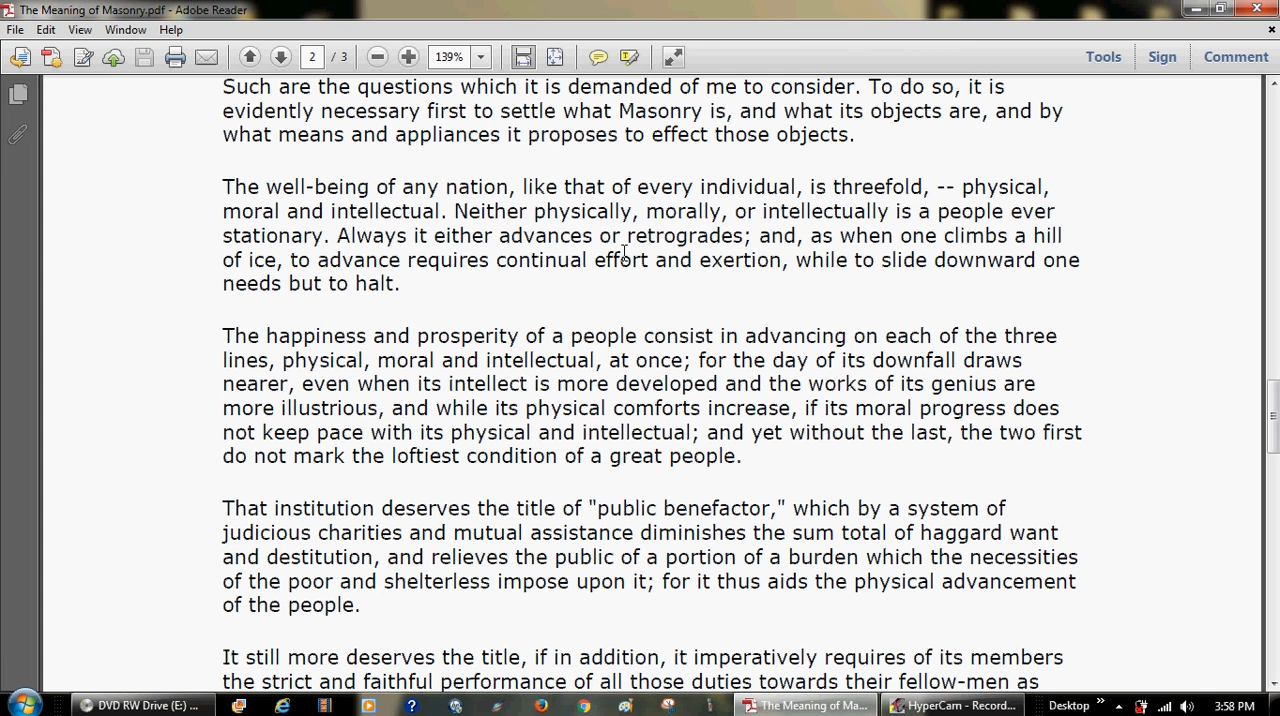 The Meaning of Masonry.pdf - Adobe Reader
File Edit View Window Help
2 / 3 139% Tools Sign Comment
Such are the questions which it is demanded of me to consider. To do so, it is
evidently necessary first to settle what Masonry is, and what its objects are, and by
what means and appliances it proposes to effect those objects.
The well-being of any nation, like that of every individual, is threefold, -- physical,
moral and intellectual. Neither physically, morally, or intellectually is a people ever
stationary. Always it either advances or retrogrades; and, as when one climbs a hill
of ice, to advance requires continual effort and exertion, while to slide downward one
needs but to halt.
The happiness and prosperity of a people consist in advancing on each of the three
lines, physical, moral and intellectual, at once; for the day of its downfall draws
nearer, even when its intellect is more developed and the works of its genius are
more illustrious, and while its physical comforts increase, if its moral progress does
not keep pace with its physical and intellectual; and yet without the last, the two first
do not mark the loftiest condition of a great people.
That institution deserves the title of "public benefactor," which by a system of
judicious charities and mutual assistance diminishes the sum total of haggard want
and destitution, and relieves the public of a portion of a burden which the necessities
of the poor and shelterless impose upon it; for it thus aids the physical advancement
of the people.
It still more deserves the title, if in addition, it imperatively requires of its members
the strict and faithful performance of all those duties towards their fellow-men as
DVD RW Drive (E:) ... The Meaning of Ma... HyperCam - Record... Desktop » 3:58 PM